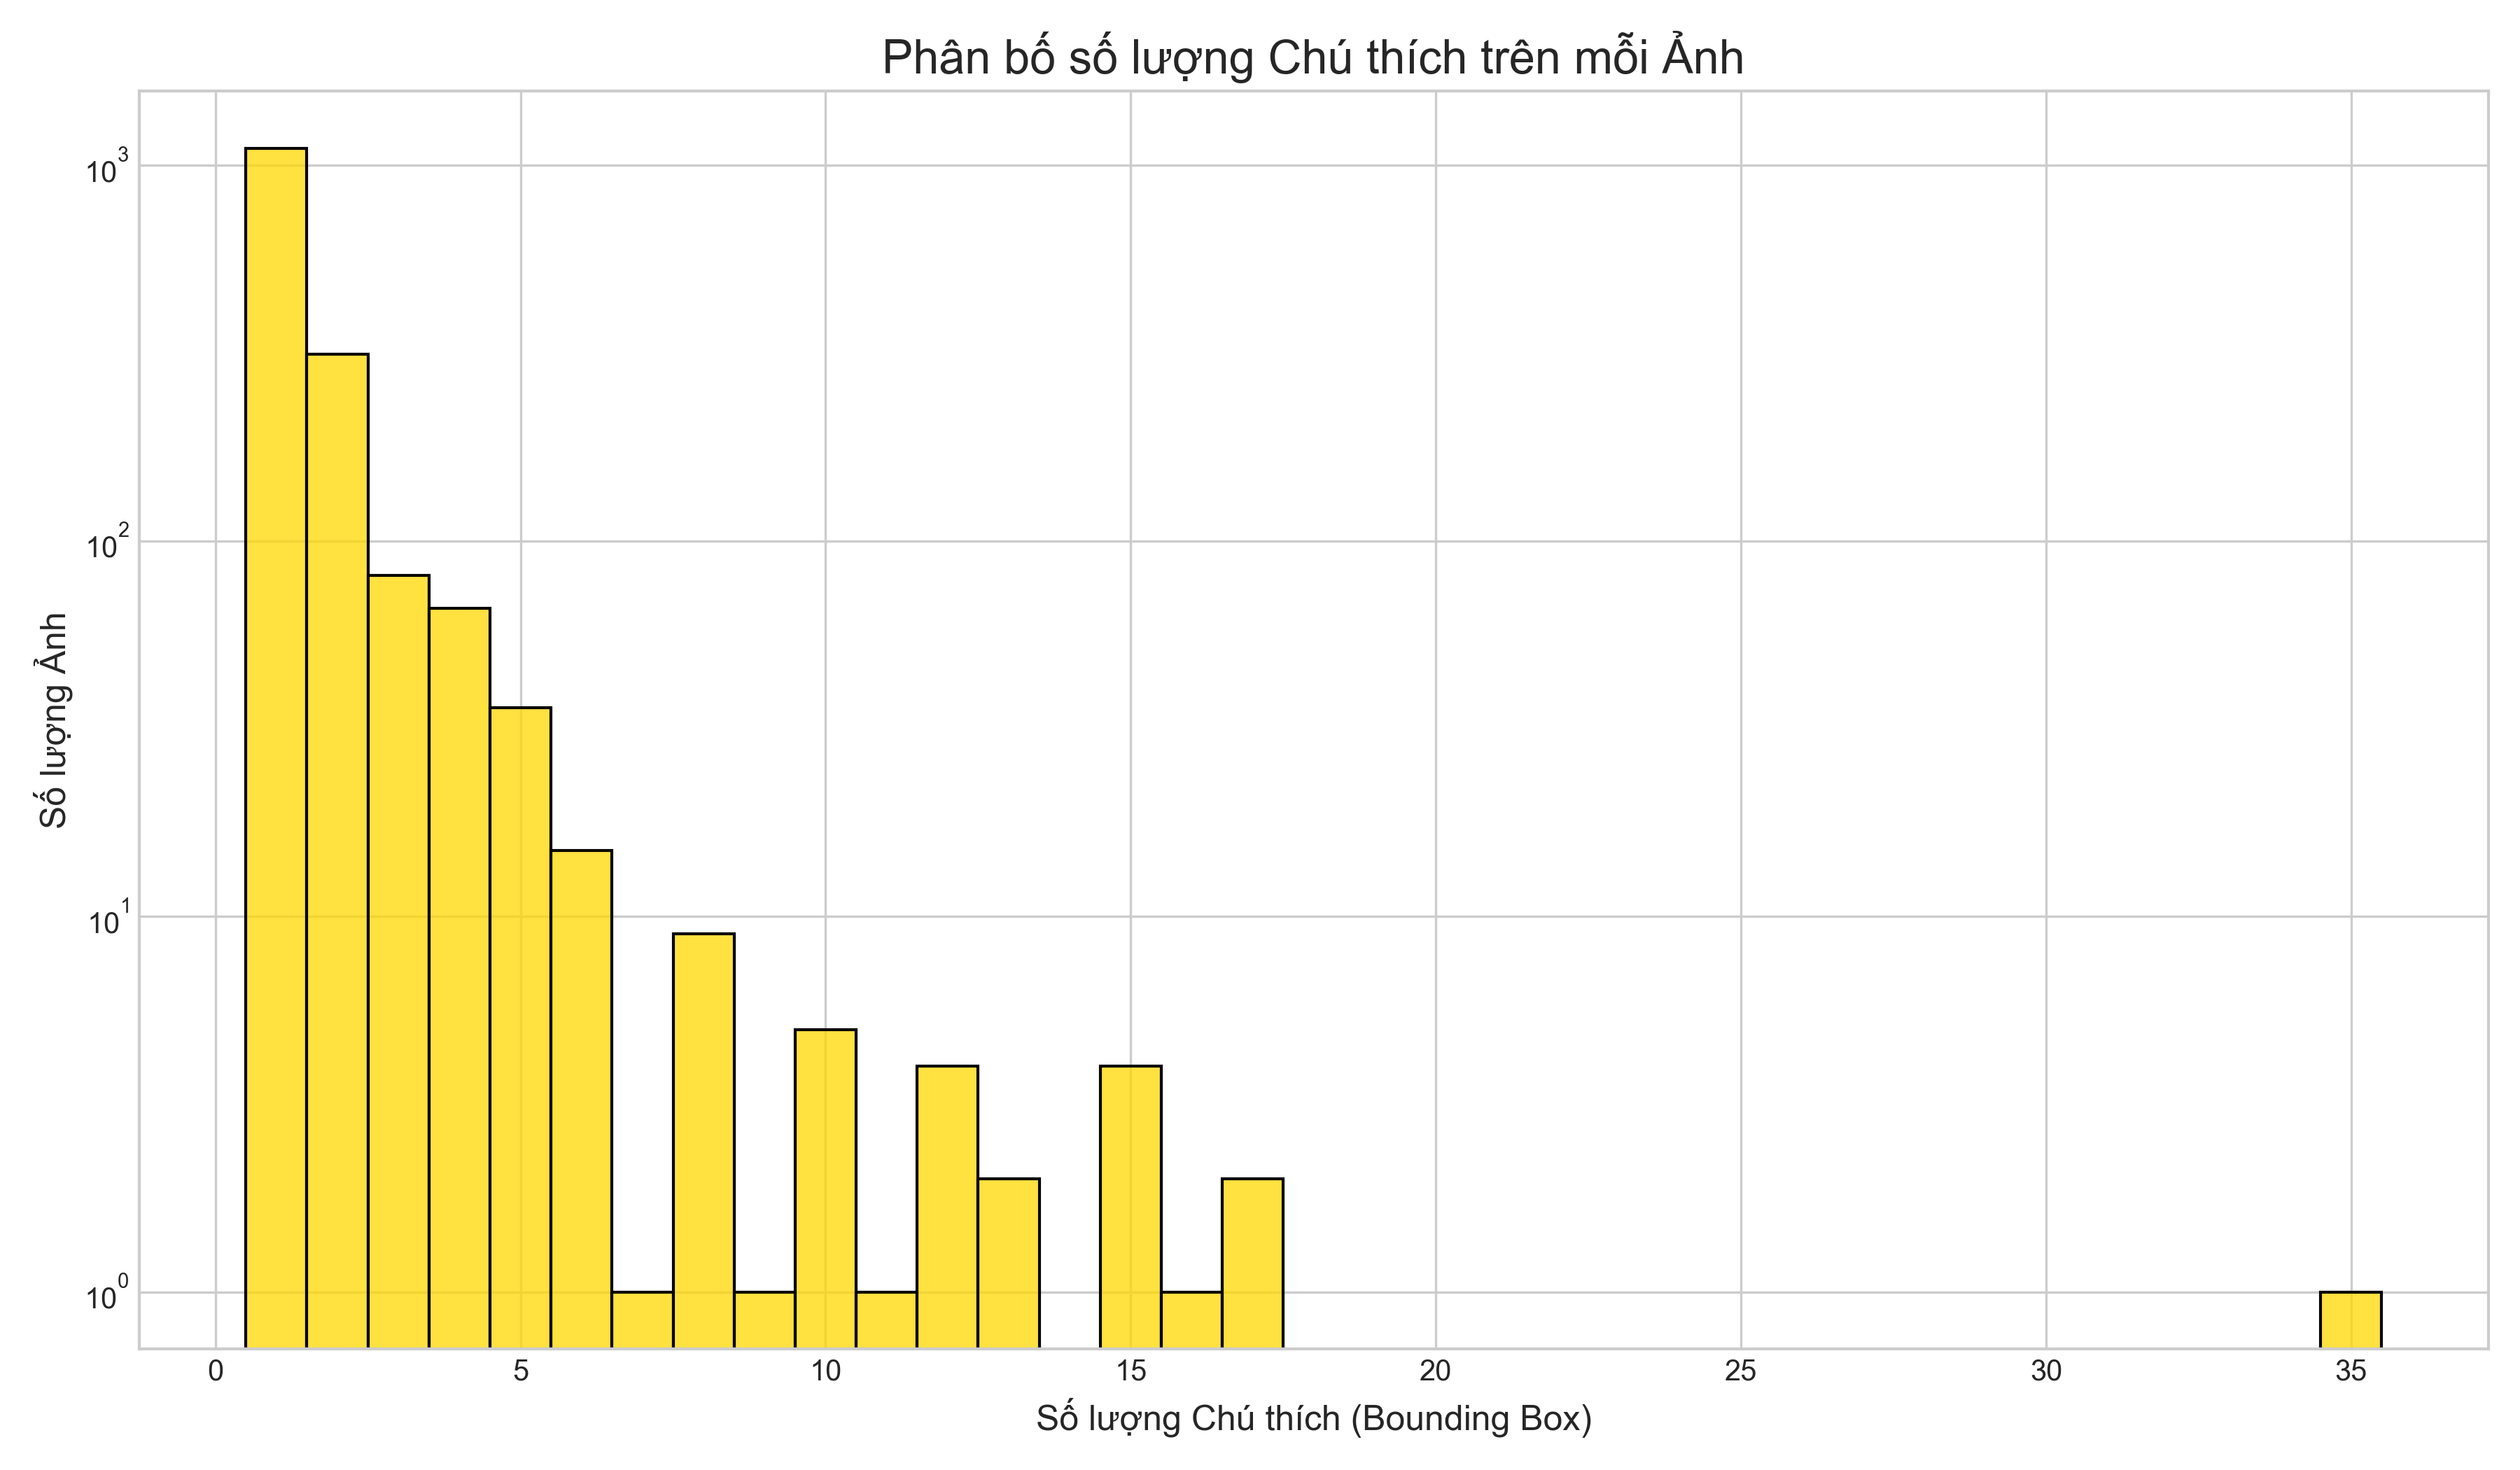 Phân bố số lượng Chú thích trên mỗi Ảnh
Số lượng Ảnh
10³
10²
10¹
10⁰
0 5 10 15 20 25 30 35
Số lượng Chú thích (Bounding Box)